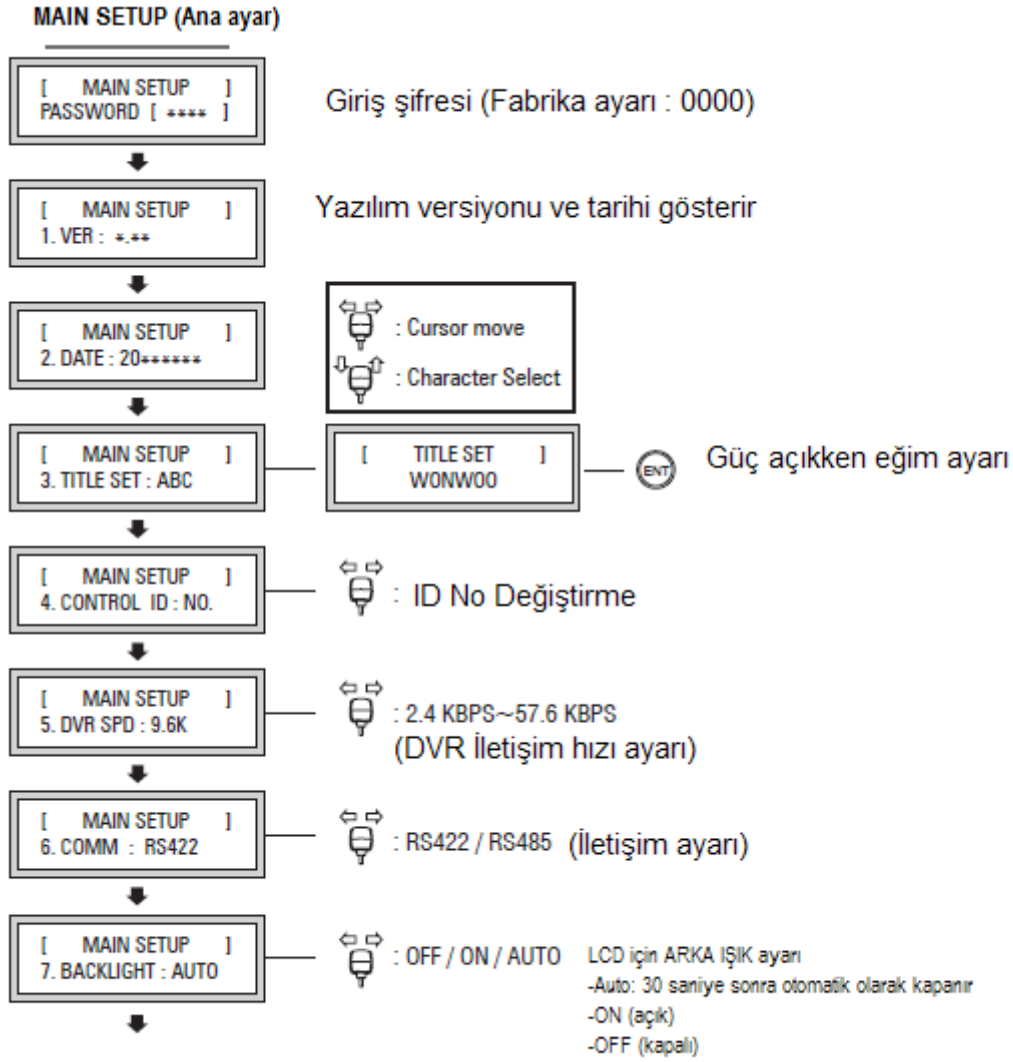 MAIN SETUP (Ana ayar)
[ MAIN SETUP ]
PASSWORD [ **** ]
Giriş şifresi (Fabrika ayarı : 0000)
[ MAIN SETUP ]
1. VER : *.**
Yazılım versiyonu ve tarihi gösterir
[ MAIN SETUP ]
2. DATE : 20******
: Cursor move
: Character Select
[ MAIN SETUP ]
3. TITLE SET : ABC
[ TITLE SET ]
WONWOO
ENT
Güç açıkken eğim ayarı
[ MAIN SETUP ]
4. CONTROL ID : NO.
: ID No Değiştirme
[ MAIN SETUP ]
5. DVR SPD : 9.6K
: 2.4 KBPS~57.6 KBPS
(DVR İletişim hızı ayarı)
[ MAIN SETUP ]
6. COMM : RS422
: RS422 / RS485 (İletişim ayarı)
[ MAIN SETUP ]
7. BACKLIGHT : AUTO
: OFF / ON / AUTO
LCD için ARKA IŞIK ayarı
-Auto: 30 saniye sonra otomatik olarak kapanır
-ON (açık)
-OFF (kapalı)